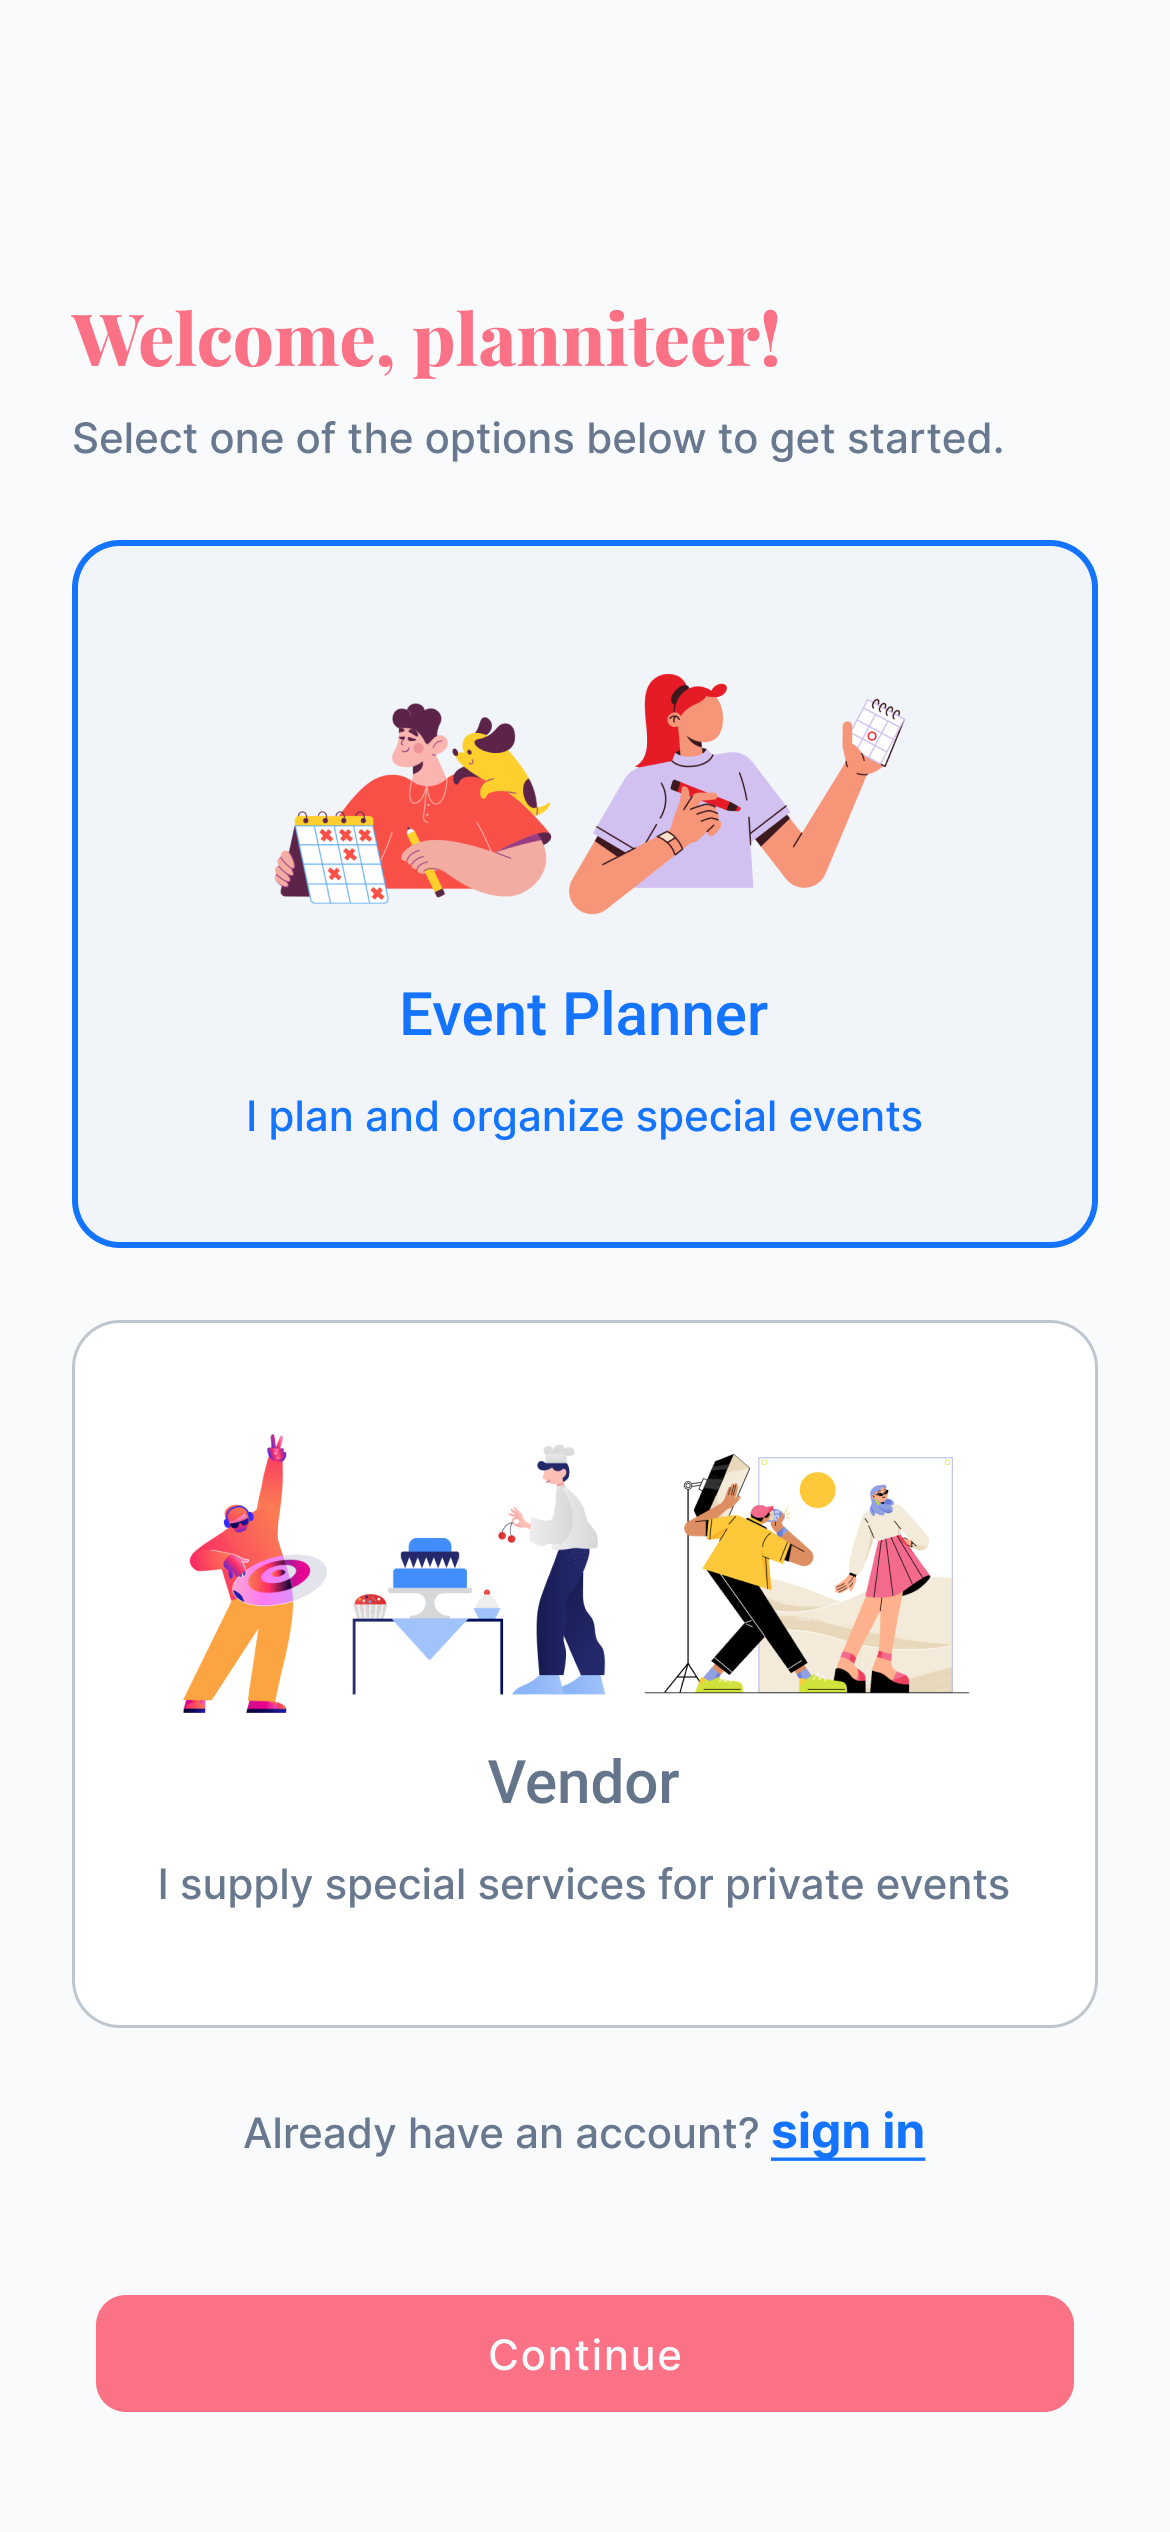 Welcome, planniteer!
Select one of the options below to get started.
Event Planner
I plan and organize special events
Vendor
I supply special services for private events
Already have an account? sign in
Continue